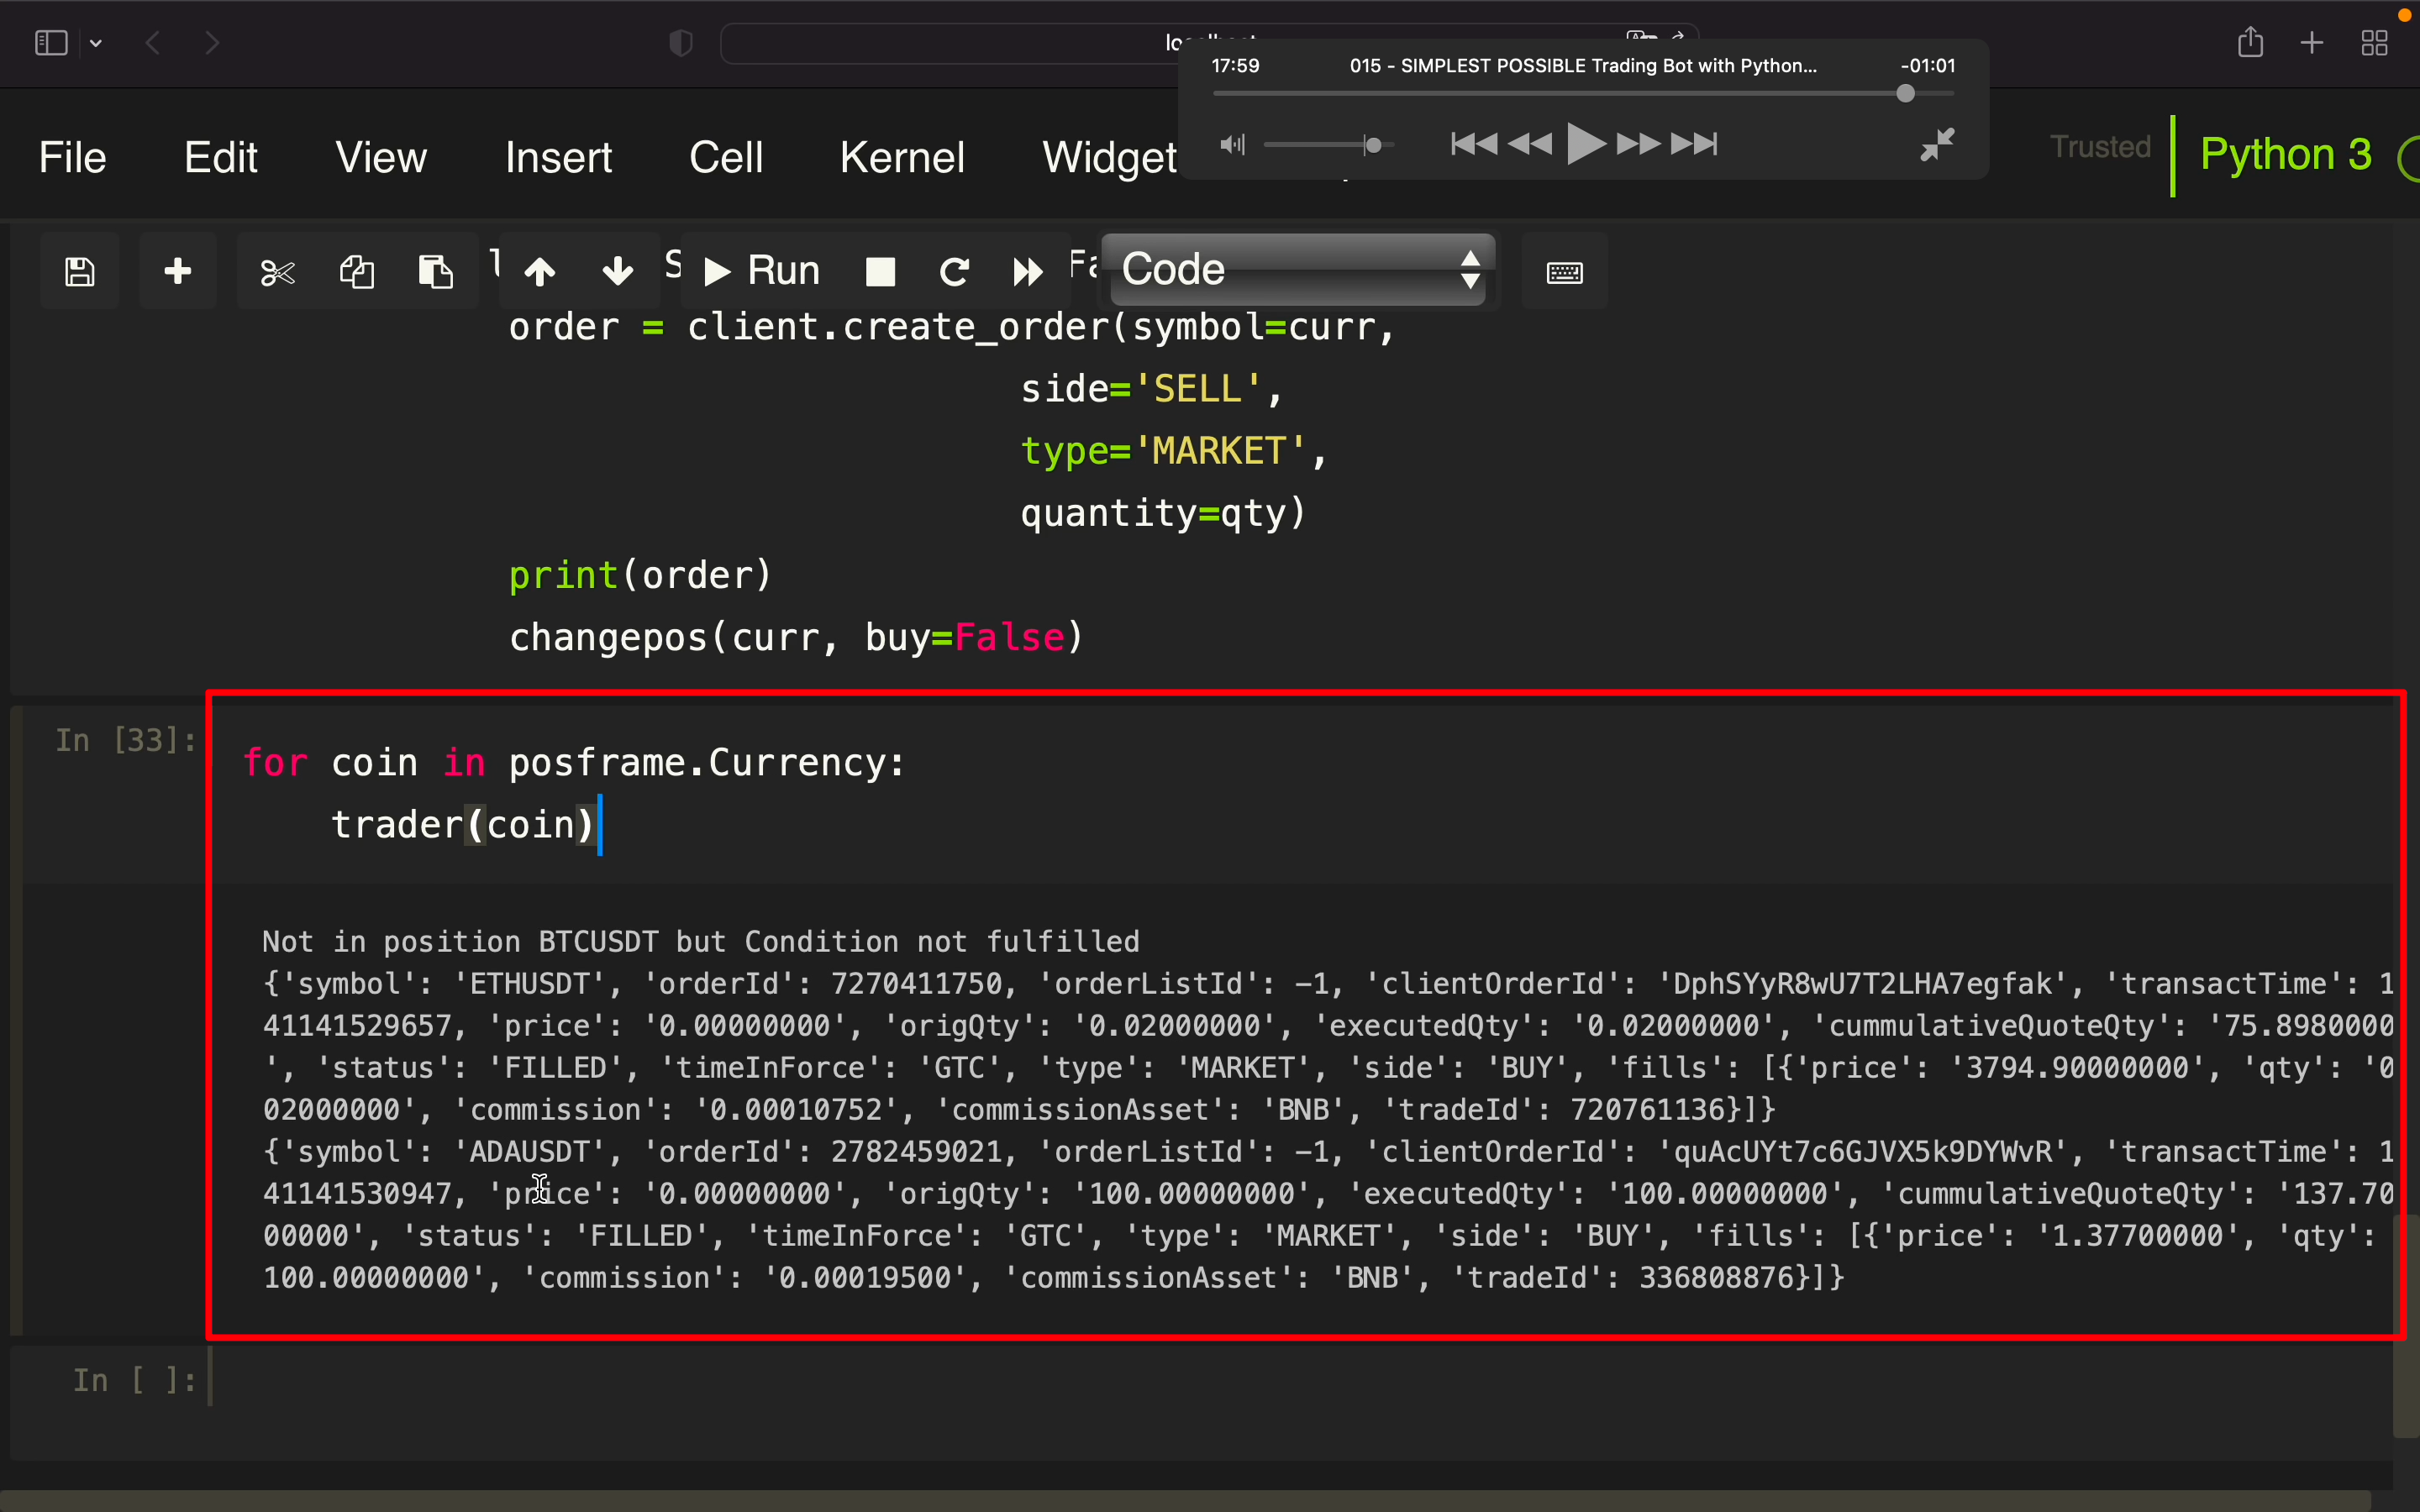 17:59 015 - SIMPLEST POSSIBLE Trading Bot with Python... -01:01
File Edit View Insert Cell Kernel Widget Trusted Python 3
Run Code
order = client.create_order(symbol=curr,
side='SELL',
type='MARKET',
quantity=qty)
print(order)
changepos(curr, buy=False)
In [33]:
for coin in posframe.Currency:
trader(coin)
Not in position BTCUSDT but Condition not fulfilled
{'symbol': 'ETHUSDT', 'orderId': 7270411750, 'orderListId': -1, 'clientOrderId': 'DphSYyR8wU7T2LHA7egfak', 'transactTime': 1
41141529657, 'price': '0.00000000', 'origQty': '0.02000000', 'executedQty': '0.02000000', 'cummulativeQuoteQty': '75.8980000
', 'status': 'FILLED', 'timeInForce': 'GTC', 'type': 'MARKET', 'side': 'BUY', 'fills': [{'price': '3794.90000000', 'qty': '0
02000000', 'commission': '0.00010752', 'commissionAsset': 'BNB', 'tradeId': 720761136}]}
{'symbol': 'ADAUSDT', 'orderId': 2782459021, 'orderListId': -1, 'clientOrderId': 'quAcUYt7c6GJVX5k9DYWvR', 'transactTime': 1
41141530947, 'price': '0.00000000', 'origQty': '100.00000000', 'executedQty': '100.00000000', 'cummulativeQuoteQty': '137.70
00000', 'status': 'FILLED', 'timeInForce': 'GTC', 'type': 'MARKET', 'side': 'BUY', 'fills': [{'price': '1.37700000', 'qty':
100.00000000', 'commission': '0.00019500', 'commissionAsset': 'BNB', 'tradeId': 336808876}]}
In [ ]: